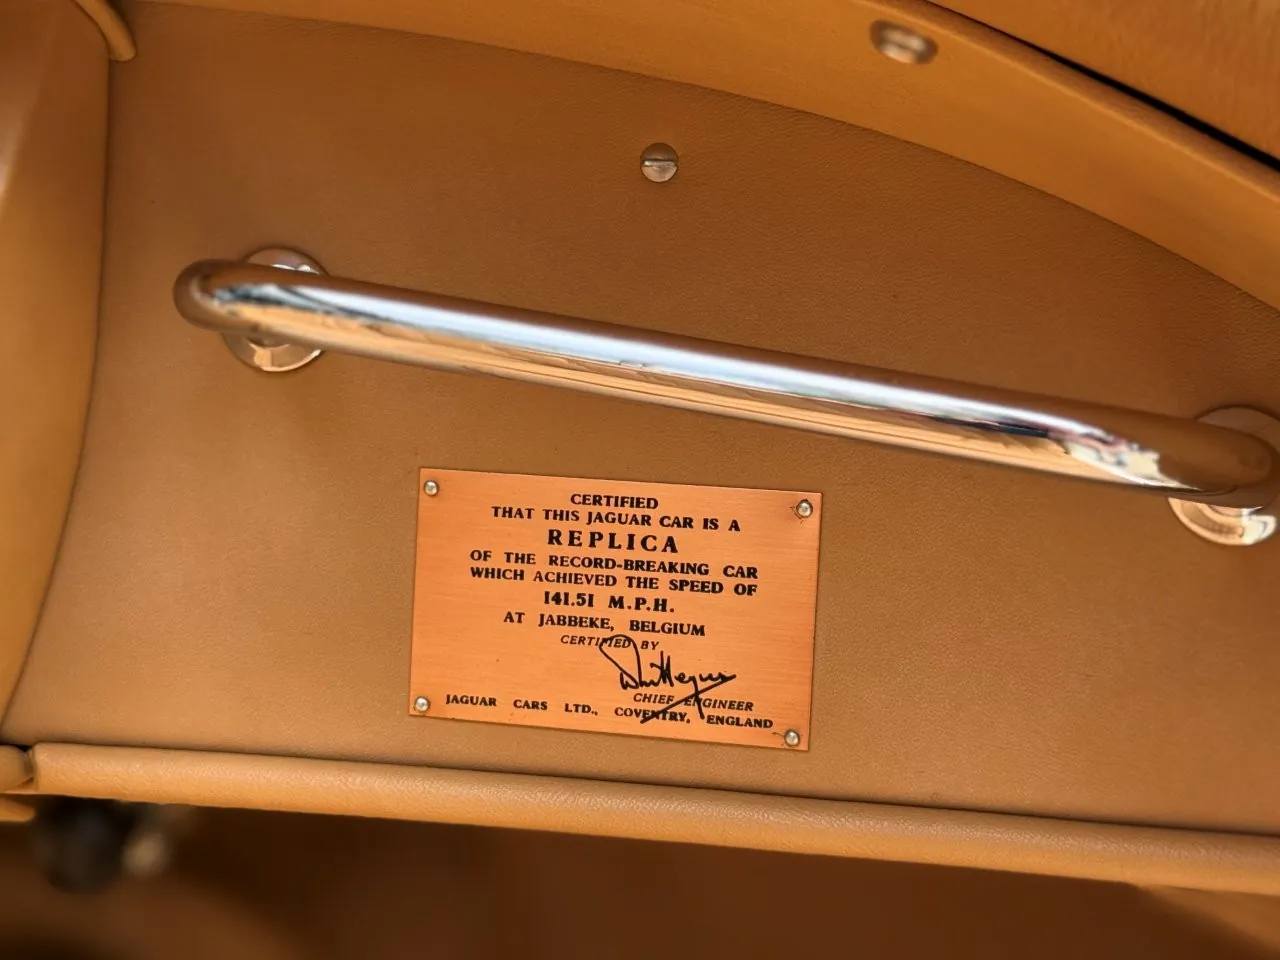 CERTIFIED
THAT THIS JAGUAR CAR IS A
REPLICA
OF THE RECORD-BREAKING CAR
WHICH ACHIEVED THE SPEED OF
141.51 M.P.H.
AT JABBEKE, BELGIUM
CERTIFIED BY
CHIEF ENGINEER
JAGUAR CARS LTD., COVENTRY, ENGLAND